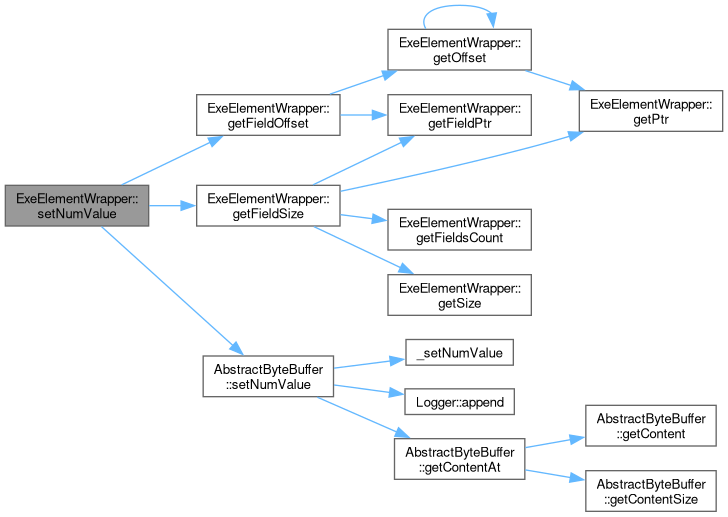 ExeElementWrapper::
getOffset
ExeElementWrapper::
getFieldOffset
ExeElementWrapper::
getFieldPtr
ExeElementWrapper::
getPtr
ExeElementWrapper::
setNumValue
ExeElementWrapper::
getFieldSize
ExeElementWrapper::
getFieldsCount
ExeElementWrapper::
getSize
AbstractByteBuffer
::setNumValue
_setNumValue
Logger::append
AbstractByteBuffer
::getContentAt
AbstractByteBuffer
::getContent
AbstractByteBuffer
::getContentSize